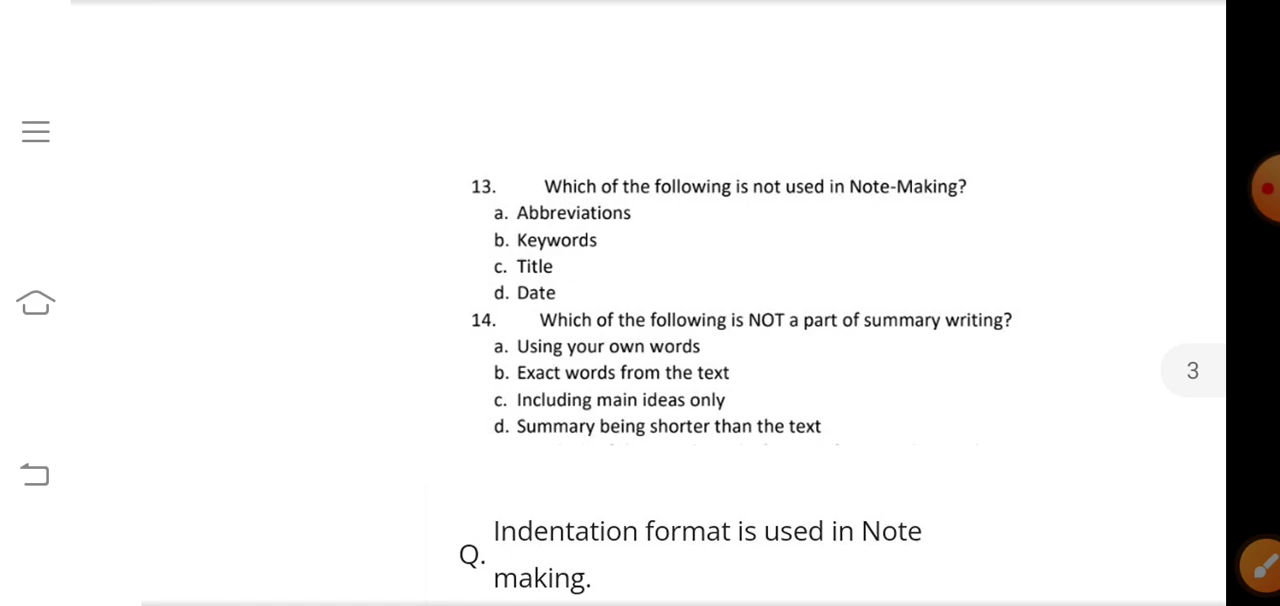 13. Which of the following is not used in Note-Making?
a. Abbreviations
b. Keywords
c. Title
d. Date
14. Which of the following is NOT a part of summary writing?
a. Using your own words
b. Exact words from the text
c. Including main ideas only
d. Summary being shorter than the text
3
Indentation format is used in Note
Q.
making.